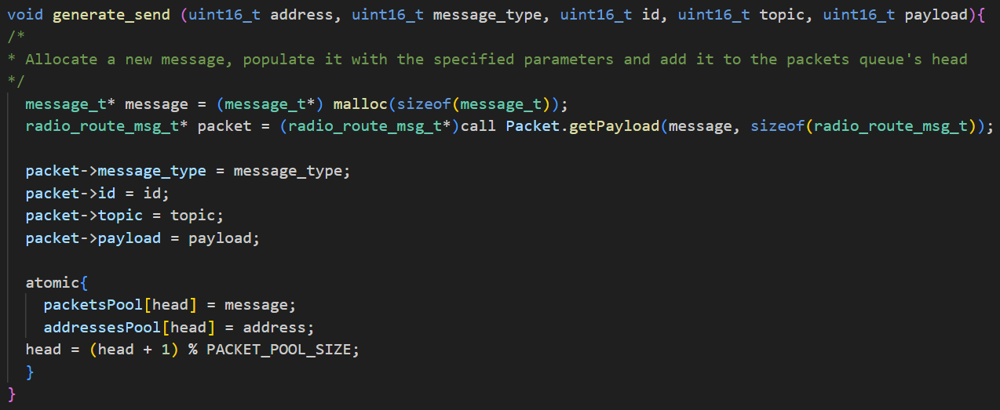 void generate_send (uint16_t address, uint16_t message_type, uint16_t id, uint16_t topic, uint16_t payload){
/*
* Allocate a new message, populate it with the specified parameters and add it to the packets queue's head
*/
message_t* message = (message_t*) malloc(sizeof(message_t));
radio_route_msg_t* packet = (radio_route_msg_t*)call Packet.getPayload(message, sizeof(radio_route_msg_t));
packet->message_type = message_type;
packet->id = id;
packet->topic = topic;
packet->payload = payload;
atomic{
packetsPool[head] = message;
addressesPool[head] = address;
head = (head + 1) % PACKET_POOL_SIZE;
}
}